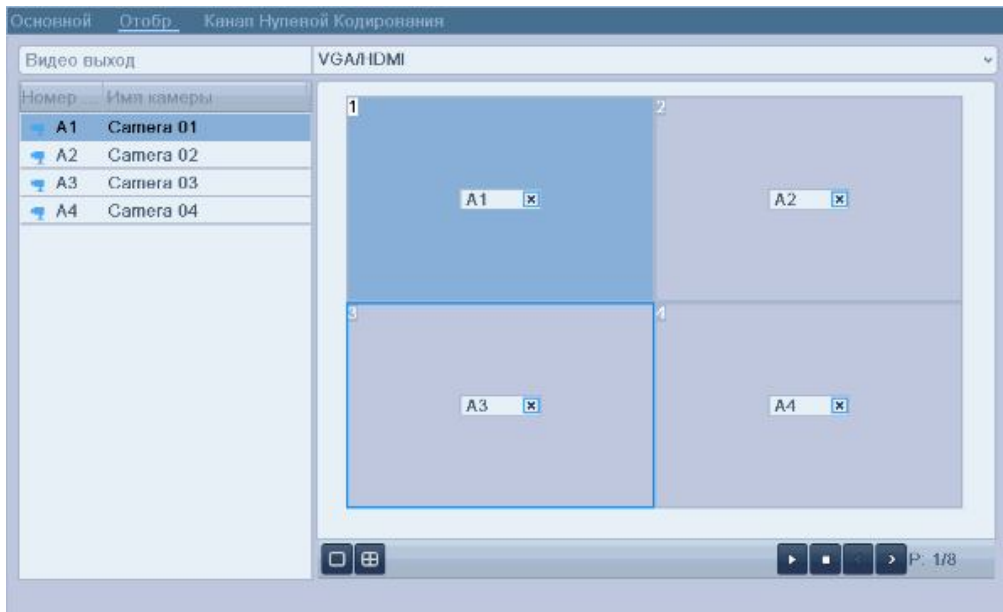 Основной Отобр Канал Нулевой Кодирования
Видео выход VGA/HDMI
Номер ... Имя камеры
A1 Camera 01
A2 Camera 02
A3 Camera 03
A4 Camera 04
1 2
A1 A2
3 4
A3 A4
P: 1/8